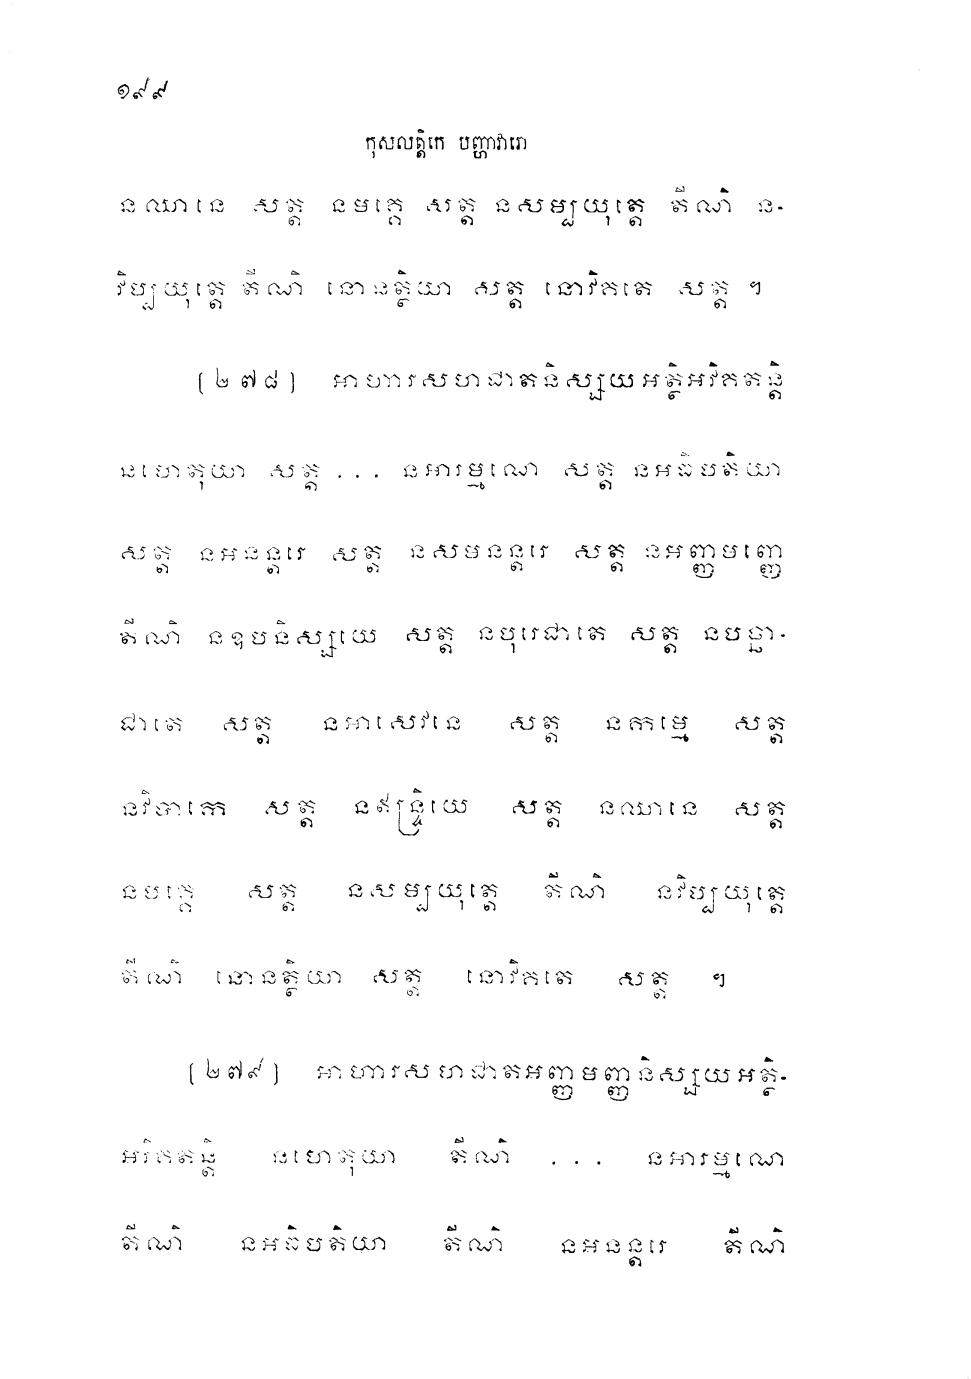 ១៩៩
កុសលត្តិកេ បញ្ហាវារោ
នឈានេ សត្ត នមគ្គេ សត្ត នសម្បយុត្តេ តីណិ ន-
វិប្បយុត្តេ តីណិ នោនត្ថិយា សត្ត នោវិគតេ សត្ត ។
(២៧៨) អាហារសហជាតនិស្សយអត្ថិអវិគតន្តិ
នហេតុយា សត្ត ... នអារម្មណេ សត្ត នអធិបតិយា
សត្ត នអនន្តរេ សត្ត នសមនន្តរេ សត្ត នអញ្ញមញ្ញេ
តីណិ នឧបនិស្សយេ សត្ត នបុរេជាតេ សត្ត នបច្ឆា-
ជាតេ សត្ត នអាសេវនេ សត្ត នកម្មេ សត្ត
នវិបាកេ សត្ត នឥន្ទ្រិយេ សត្ត នឈានេ សត្ត
នមគ្គេ សត្ត នសម្បយុត្តេ តីណិ នវិប្បយុត្តេ
តីណិ នោនត្ថិយា សត្ត នោវិគតេ សត្ត ។
(២៧៩) អាហារសហជាតអញ្ញមញ្ញនិស្សយអត្ថិ-
អវិគតន្តិ នហេតុយា តីណិ ... នអារម្មណេ
តីណិ នអធិបតិយា តីណិ នអនន្តរេ តីណិ